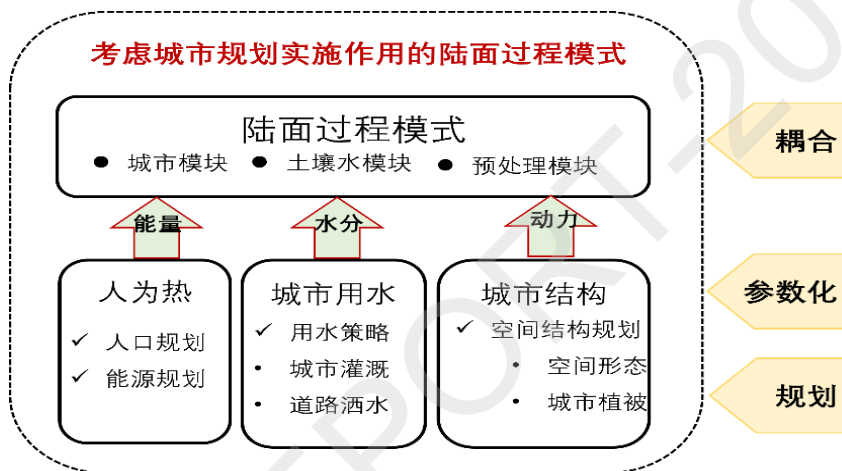 考虑城市规划实施作用的陆面过程模式
陆面过程模式
● 城市模块 ● 土壤水模块 ● 预处理模块
耦合
能量 水分 动力
人为热
✓ 人口规划
✓ 能源规划
城市用水
✓ 用水策略
• 城市灌溉
• 道路洒水
城市结构
✓ 空间结构规划
• 空间形态
• 城市植被
参数化
规划
EPORT-20